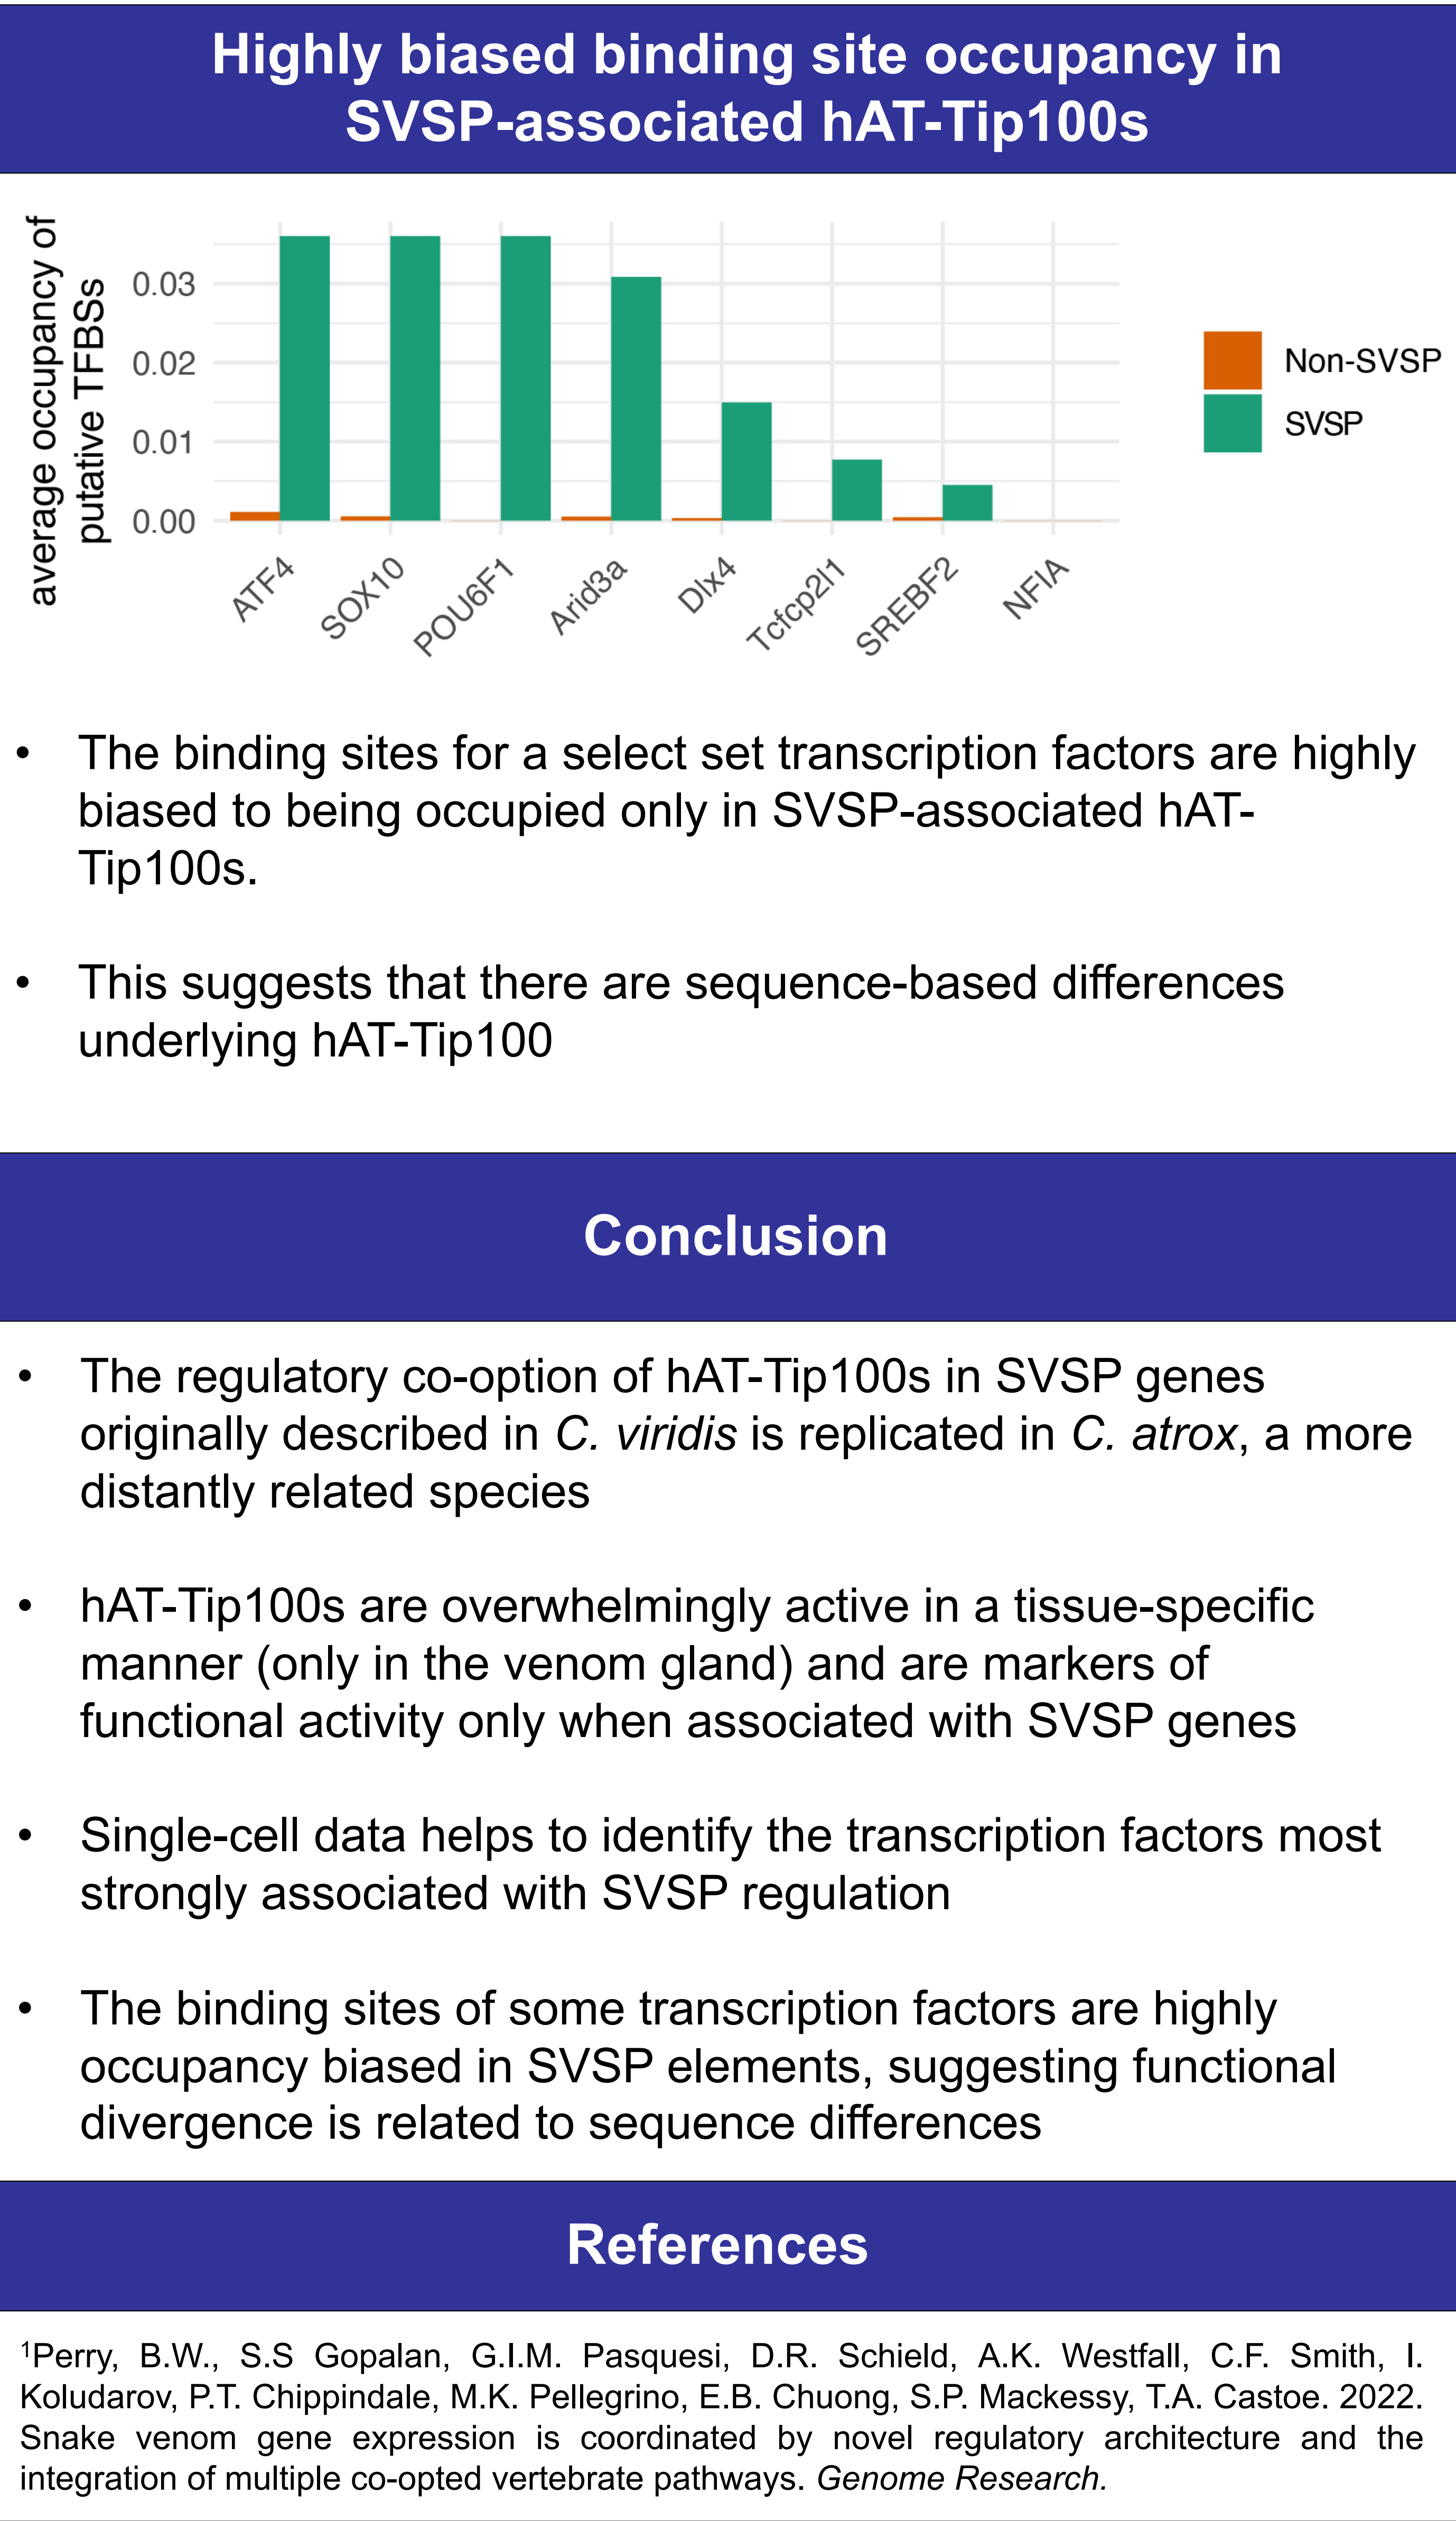 Highly biased binding site occupancy in
SVSP-associated hAT-Tip100s
average occupancy of
putative TFBSs
0.03
0.02
0.01
0.00
ATF4
SOX10
POU6F1
Arid3a
Dlx4
Tcfcp2l1
SREBF2
NFIA
Non-SVSP
SVSP
• The binding sites for a select set transcription factors are highly
biased to being occupied only in SVSP-associated hAT-
Tip100s.
• This suggests that there are sequence-based differences
underlying hAT-Tip100
Conclusion
• The regulatory co-option of hAT-Tip100s in SVSP genes
originally described in C. viridis is replicated in C. atrox, a more
distantly related species
• hAT-Tip100s are overwhelmingly active in a tissue-specific
manner (only in the venom gland) and are markers of
functional activity only when associated with SVSP genes
• Single-cell data helps to identify the transcription factors most
strongly associated with SVSP regulation
• The binding sites of some transcription factors are highly
occupancy biased in SVSP elements, suggesting functional
divergence is related to sequence differences
References
¹Perry, B.W., S.S Gopalan, G.I.M. Pasquesi, D.R. Schield, A.K. Westfall, C.F. Smith, I.
Koludarov, P.T. Chippindale, M.K. Pellegrino, E.B. Chuong, S.P. Mackessy, T.A. Castoe. 2022.
Snake venom gene expression is coordinated by novel regulatory architecture and the
integration of multiple co-opted vertebrate pathways. Genome Research.